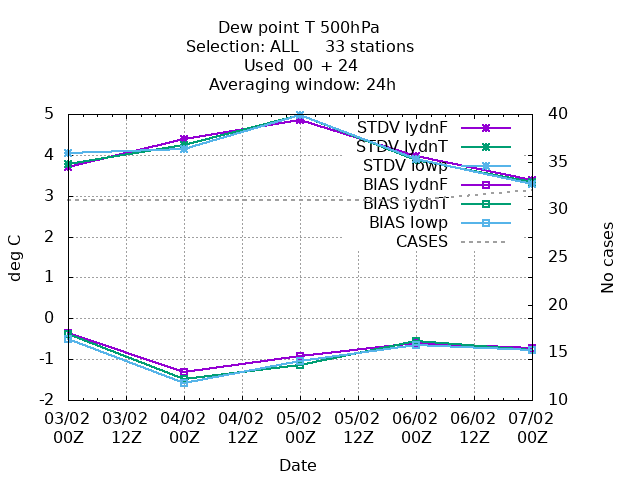 Dew point T 500hPa
Selection: ALL 33 stations
Used 00 + 24
Averaging window: 24h
STDV lydnF
STDV lydnT
STDV lowp
BIAS lydnF
BIAS lydnT
BIAS lowp
CASES
5
4
3
2
1
0
-1
-2
deg C
40
35
30
25
20
15
10
No cases
03/02 03/02 04/02 04/02 05/02 05/02 06/02 06/02 07/02
00Z 12Z 00Z 12Z 00Z 12Z 00Z 12Z 00Z
Date